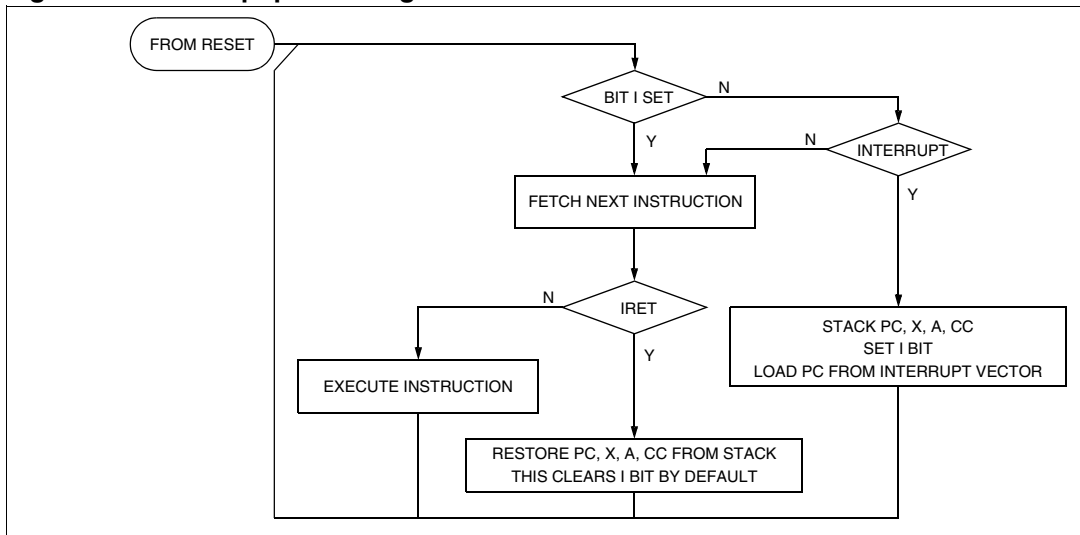 FROM RESET
BIT I SET
N
Y
N
INTERRUPT
FETCH NEXT INSTRUCTION
Y
N
IRET
STACK PC, X, A, CC
SET I BIT
LOAD PC FROM INTERRUPT VECTOR
Y
EXECUTE INSTRUCTION
RESTORE PC, X, A, CC FROM STACK
THIS CLEARS I BIT BY DEFAULT